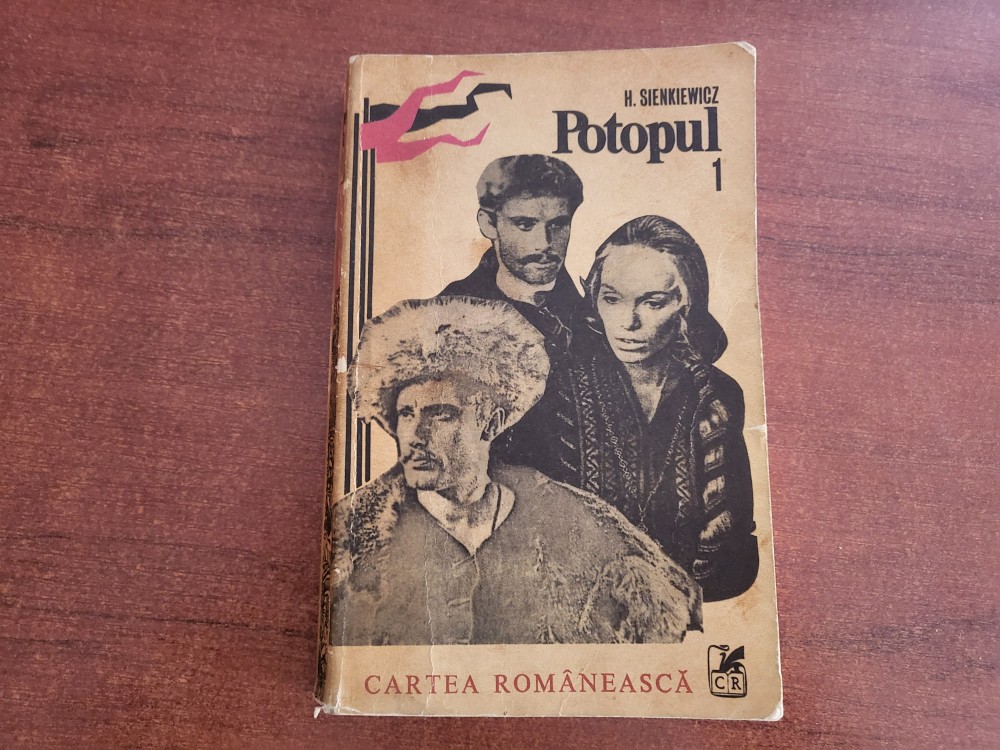 H. SIENKIEWICZ
Potopul
1
CARTEA ROMÂNEASCĂ
CR